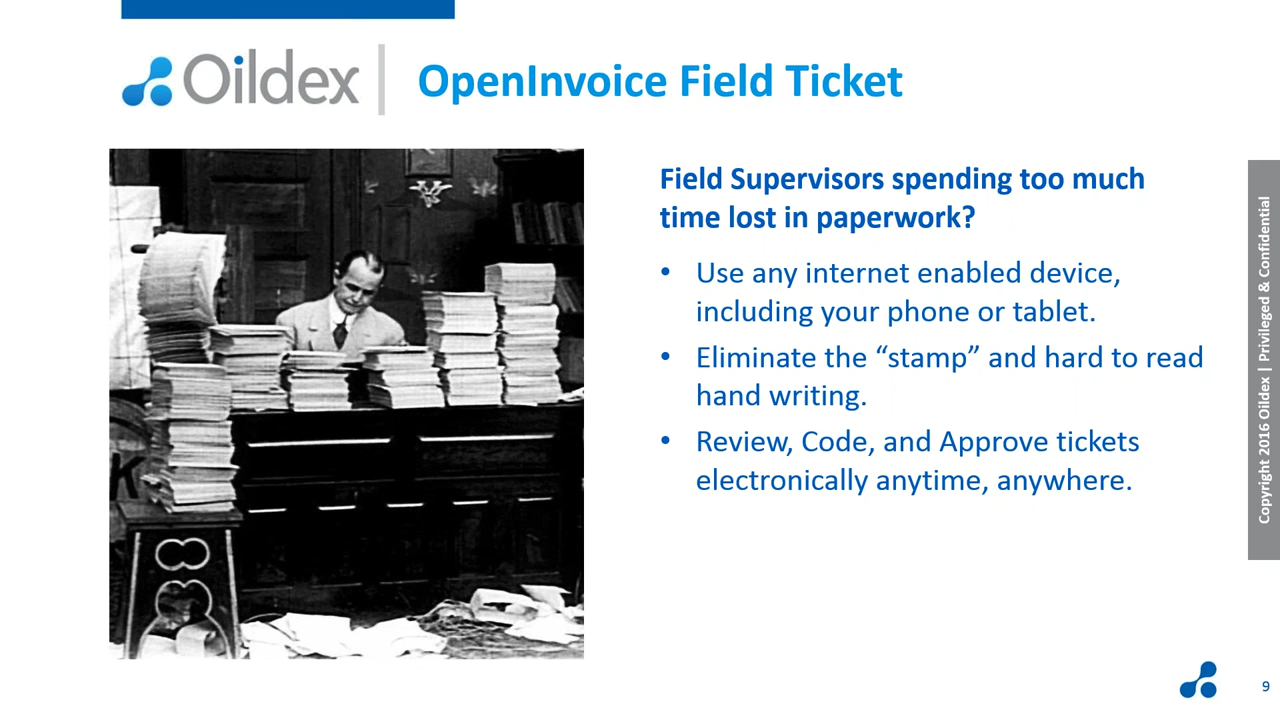 Oildex
OpenInvoice Field Ticket
Field Supervisors spending too much
time lost in paperwork?
• Use any internet enabled device,
including your phone or tablet.
• Eliminate the “stamp” and hard to read
hand writing.
• Review, Code, and Approve tickets
electronically anytime, anywhere.
Copyright 2016 Oildex | Privileged & Confidential
K
9